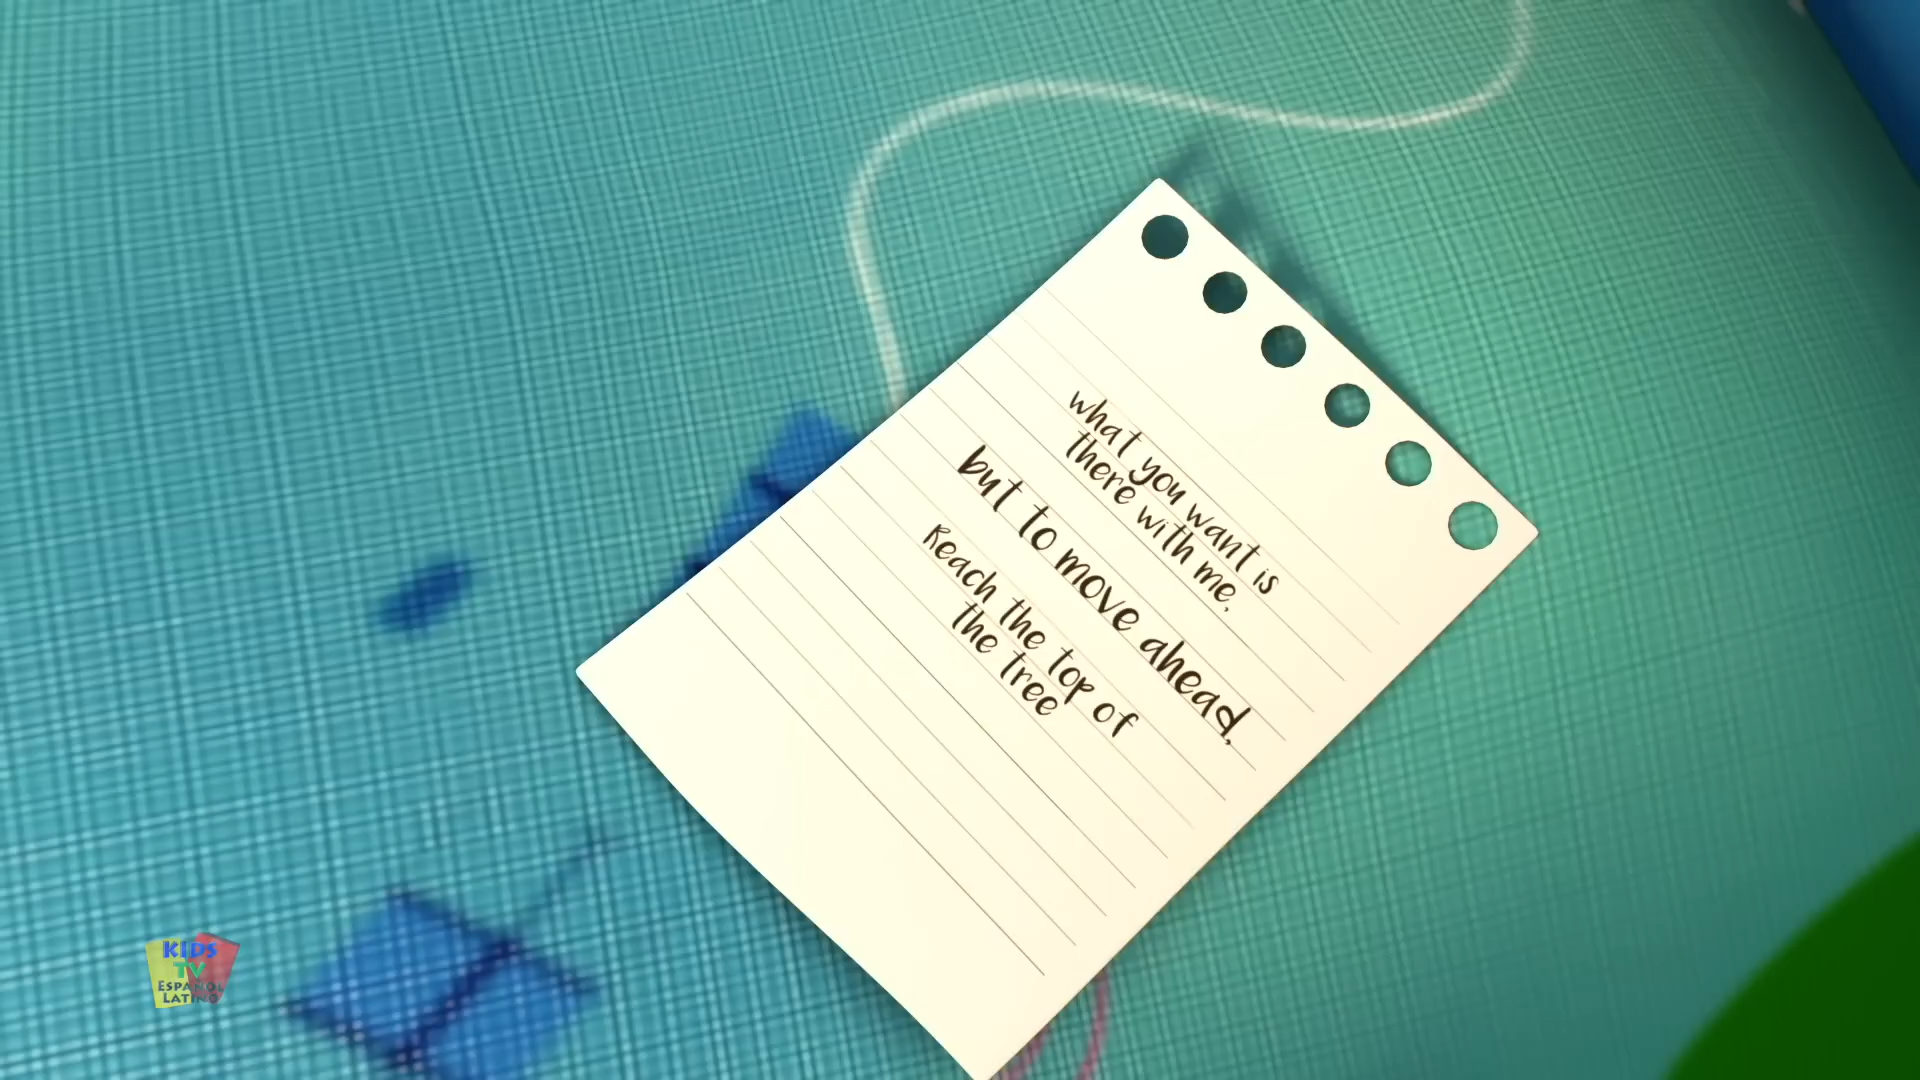 what you want is
there with me,
but to move ahead,
Reach the top of
the tree
KIDS
TV
ESPAÑOL
LATINO